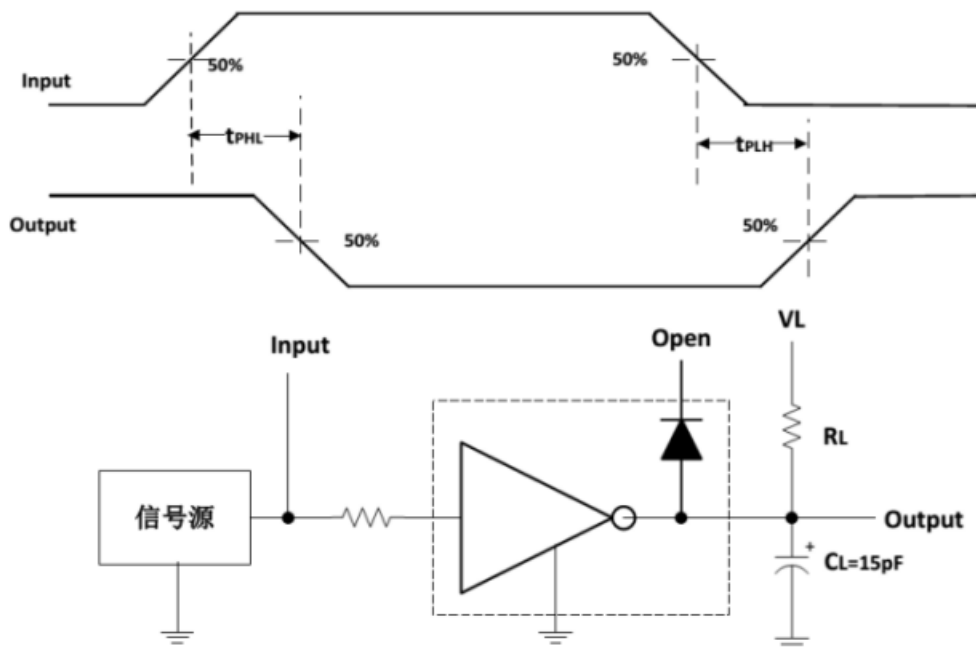 Input
50%
50%
tPHL
tPLH
Output
50%
50%
Input
Open
VL
RL
信号源
Output
+
CL=15pF